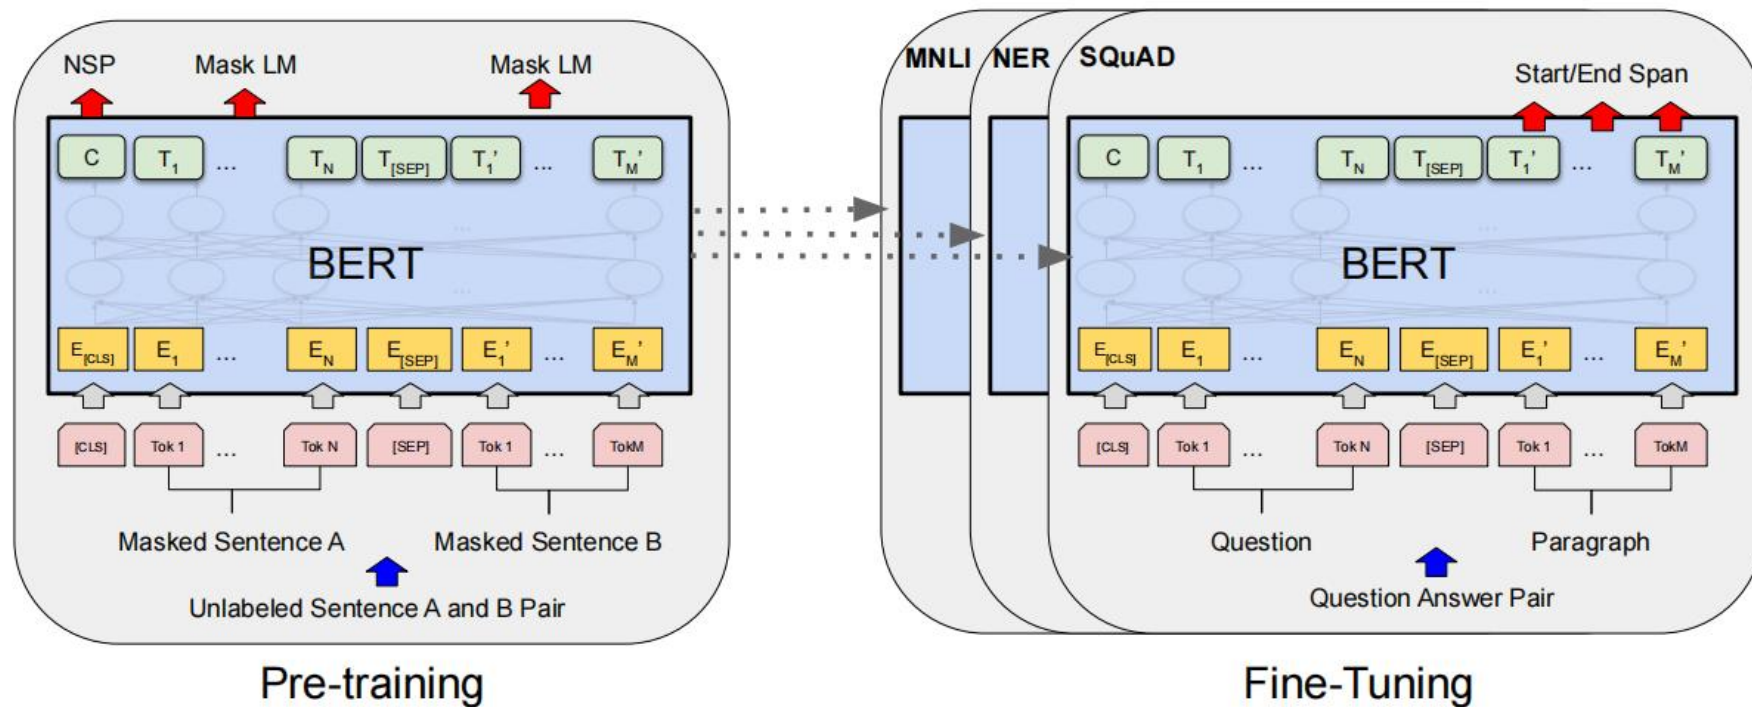 NSP Mask LM Mask LM
C T1 ... TN T[SEP] T1' ... TM'
... 
BERT
...
E[CLS] E1 ... EN E[SEP] E1' ... EM'
[CLS] Tok 1 ... Tok N [SEP] Tok 1 ... TokM
Masked Sentence A Masked Sentence B
Unlabeled Sentence A and B Pair
Pre-training
MNLI NER SQuAD
Start/End Span
C T1 ... TN T[SEP] T1' ... TM'
...
BERT
...
E[CLS] E1 ... EN E[SEP] E1' ... EM'
[CLS] Tok 1 ... Tok N [SEP] Tok 1 ... TokM
Question Paragraph
Question Answer Pair
Fine-Tuning